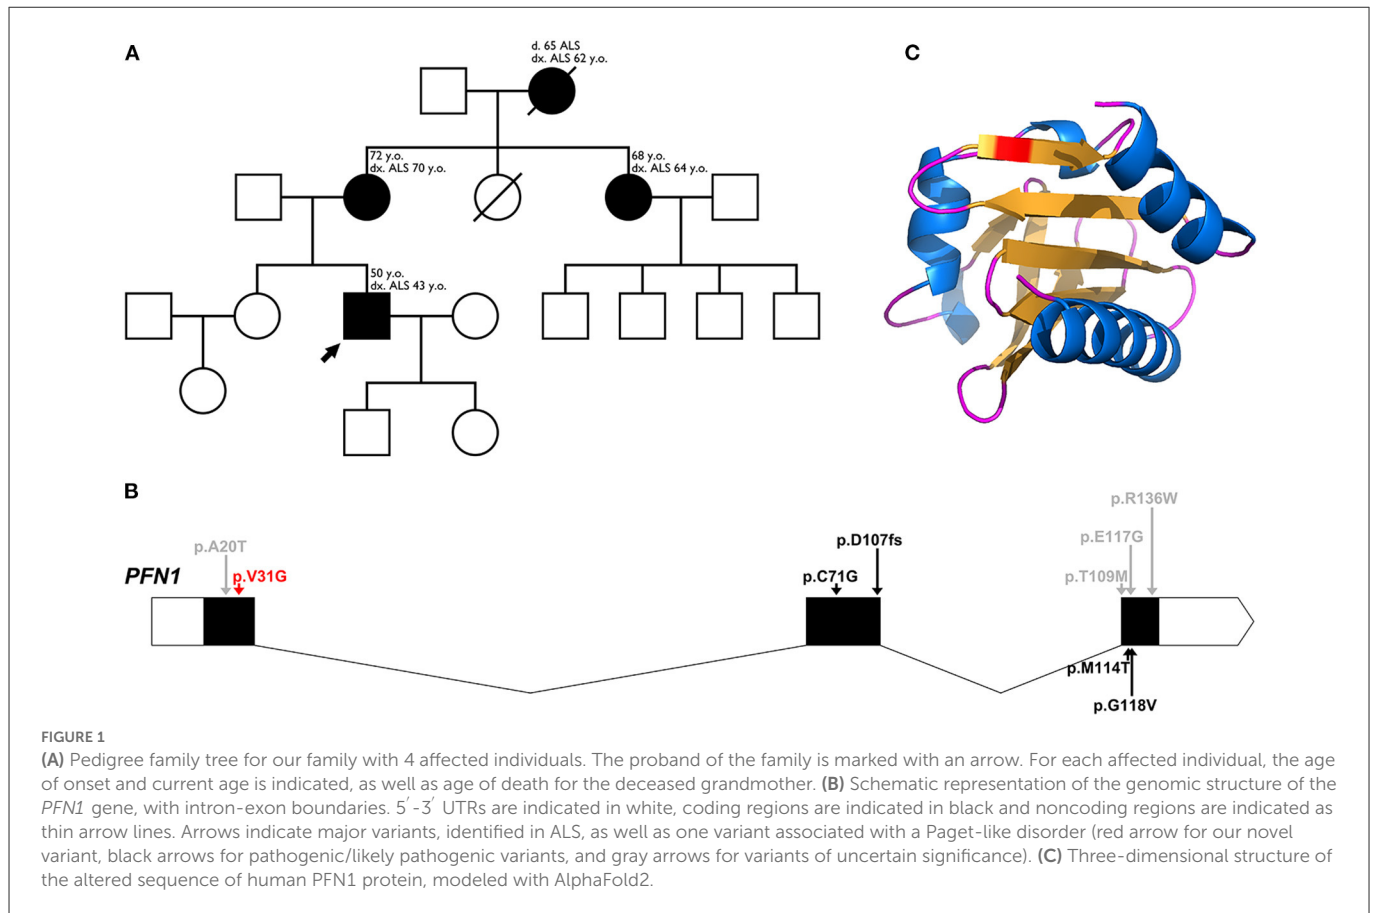 A
d. 65 ALS
dx. ALS 62 y.o.
72 y.o.
dx. ALS 70 y.o.
68 y.o.
dx. ALS 64 y.o.
50 y.o.
dx. ALS 43 y.o.
C
B
p.R136W
p.E117G
p.D107fs
p.A20T
PFN1
p.V31G
p.C71G
p.T109M
p.M114T
p.G118V
FIGURE 1
(A) Pedigree family tree for our family with 4 affected individuals. The proband of the family is marked with an arrow. For each affected individual, the age
of onset and current age is indicated, as well as age of death for the deceased grandmother. (B) Schematic representation of the genomic structure of the
PFN1 gene, with intron-exon boundaries. 5′-3′ UTRs are indicated in white, coding regions are indicated in black and noncoding regions are indicated as
thin arrow lines. Arrows indicate major variants, identified in ALS, as well as one variant associated with a Paget-like disorder (red arrow for our novel
variant, black arrows for pathogenic/likely pathogenic variants, and gray arrows for variants of uncertain significance). (C) Three-dimensional structure of
the altered sequence of human PFN1 protein, modeled with AlphaFold2.